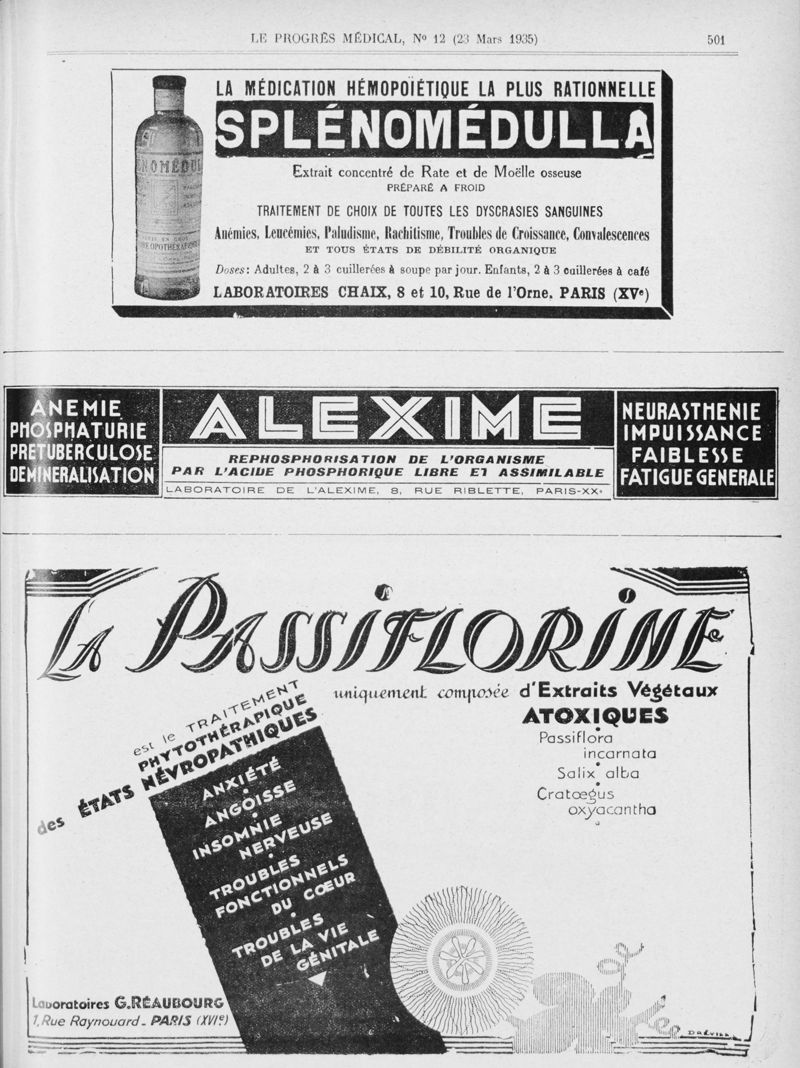 LE PROGRÈS MÉDICAL, No 12 (23 Mars 1935) 501
LA MÉDICATION HÉMOPOÏÉTIQUE LA PLUS RATIONNELLE
SPLÉNOMÉDULLA
NOMÉDUL
Extrait concentré de Rate et de Moëlle osseuse
PRÉPARÉ A FROID
TRAITEMENT DE CHOIX DE TOUTES LES DYSCRASIES SANGUINES
Anémies, Leucémies, Paludisme, Rachitisme, Troubles de Croissance, Convalescences
ET TOUS ÉTATS DE DÉBILITÉ ORGANIQUE
Doses: Adultes, 2 à 3 cuillerées à soupe par jour. Enfants, 2 à 3 cuillerées à café
LABORATOIRES CHAIX, 8 et 10, Rue de l'Orne. PARIS (XVe)
ANEMIE
PHOSPHATURIE
PRETUBERCULOSE
DEMINERALISATION
ALEXIME
REPHOSPHORISATION DE L'ORGANISME
PAR L'ACIDE PHOSPHORIQUE LIBRE ET ASSIMILABLE
LABORATOIRE DE L'ALEXIME, 8, RUE RIBLETTE, PARIS-XXe
NEURASTHENIE
IMPUISSANCE
FAIBLESSE
FATIGUE GENERALE
LA PASSIFLORINE
uniquement composée d'Extraits Végétaux
ATOXIQUES
Passiflora
incarnata
Salix alba
Cratœgus
oxyacantha
est le TRAITEMENT
PHYTOTHÉRAPIQUE
des ÉTATS NÉVROPATHIQUES
ANXIÉTÉ
ANGOISSE
INSOMNIE
NERVEUSE
TROUBLES
FONCTIONNELS
DU CŒUR
TROUBLES
DE LA VIE
GÉNITALE
Laboratoires G.RÉAUBOURG
1, Rue Raynouard_ PARIS (XVIe)